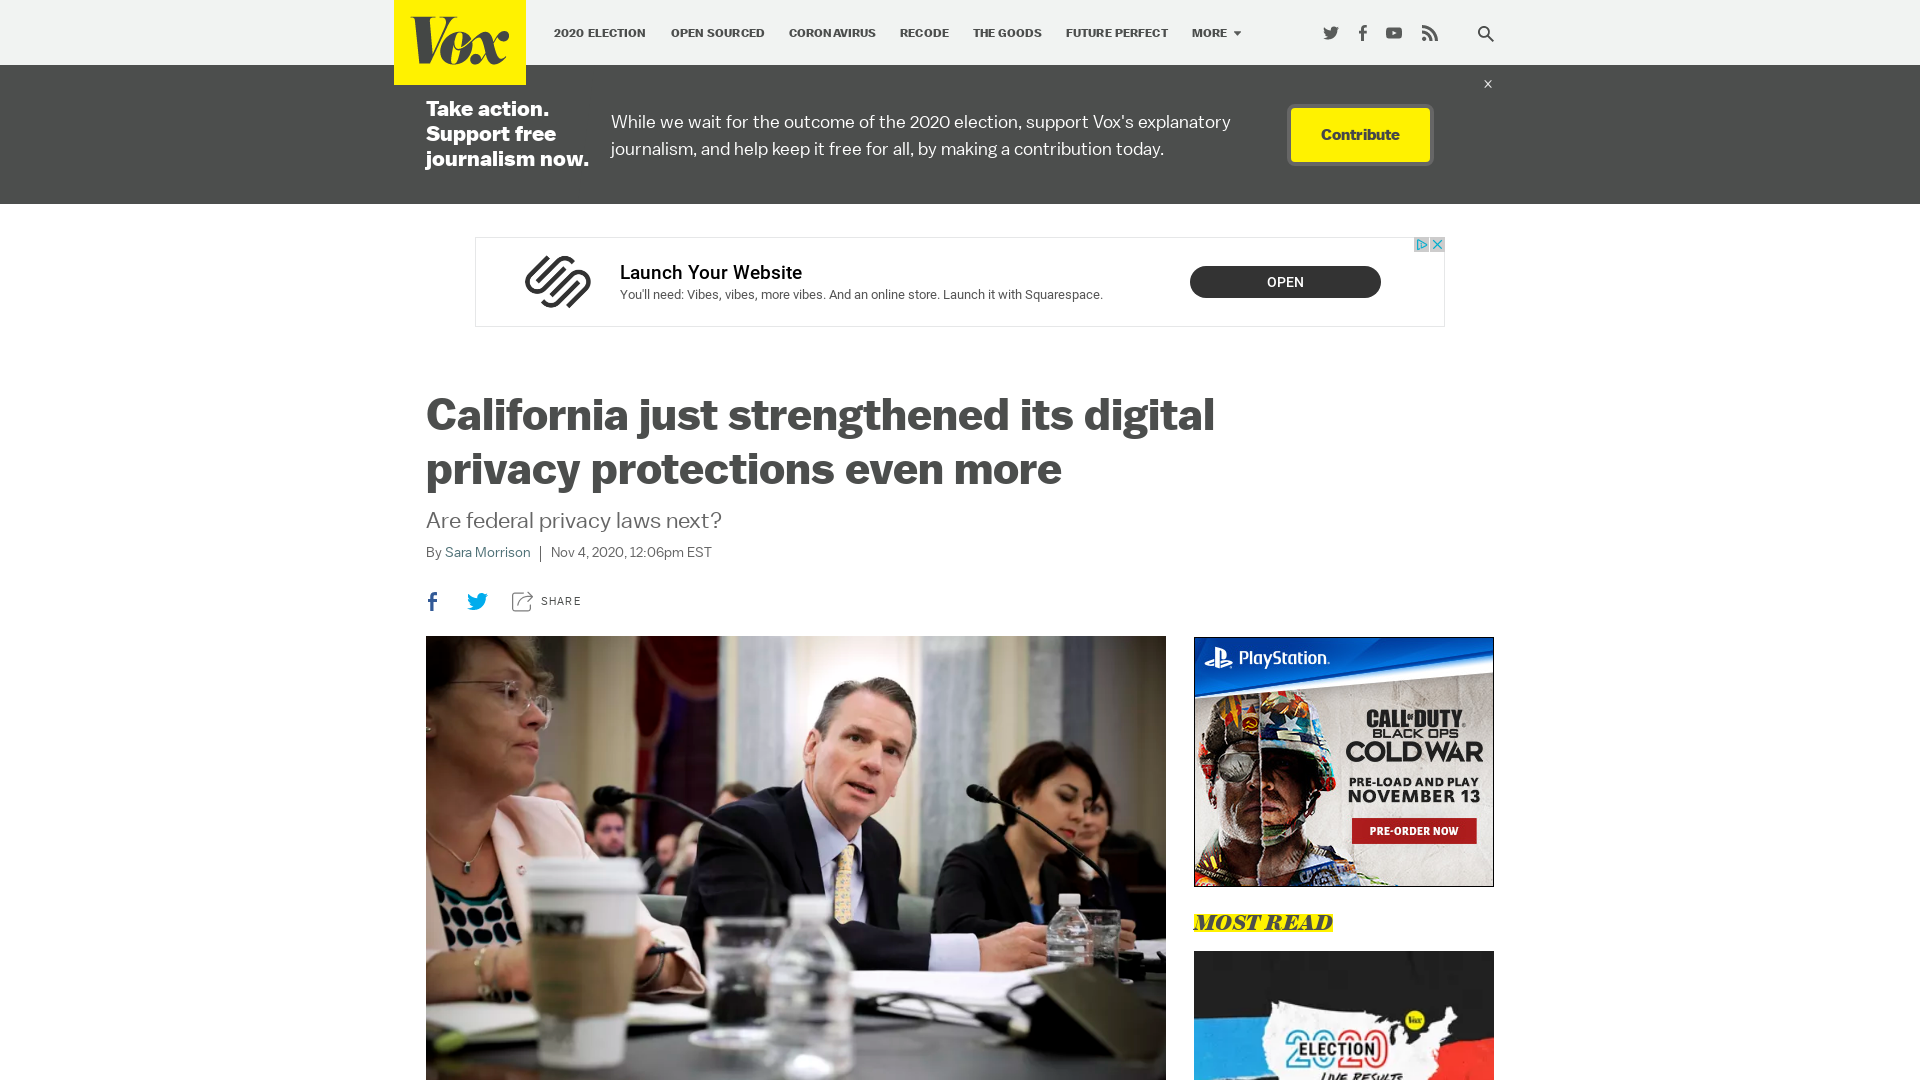 Vox
2020 ELECTION
OPEN SOURCED
CORONAVIRUS
RECODE
THE GOODS
FUTURE PERFECT
MORE
x
Take action.
Support free
journalism now.
While we wait for the outcome of the 2020 election, support Vox's explanatory
journalism, and help keep it free for all, by making a contribution today.
Contribute
Launch Your Website
You'll need: Vibes, vibes, more vibes. And an online store. Launch it with Squarespace.
OPEN
California just strengthened its digital
privacy protections even more
Are federal privacy laws next?
By Sara Morrison | Nov 4, 2020, 12:06pm EST
SHARE
PlayStation.
CALL OF DUTY
BLACK OPS
COLD WAR
PRE-LOAD AND PLAY
NOVEMBER 13
PRE-ORDER NOW
MOST READ
Vox
2020
ELECTION
LIVE RESULTS